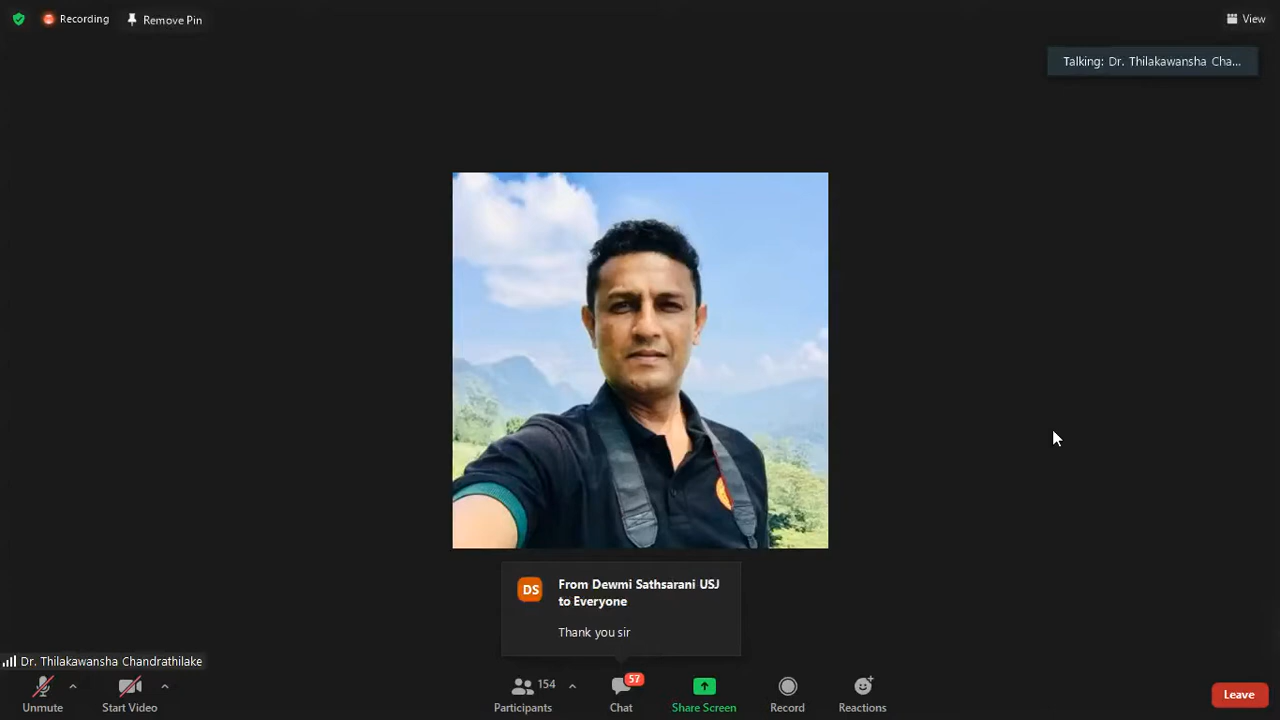 Recording
Remove Pin
View
Talking: Dr. Thilakawansha Cha...
DS
From Dewmi Sathsarani USJ
to Everyone
Thank you sir
Dr. Thilakawansha Chandrathilake
Unmute
Start Video
154
Participants
57
Chat
Share Screen
Record
Reactions
Leave